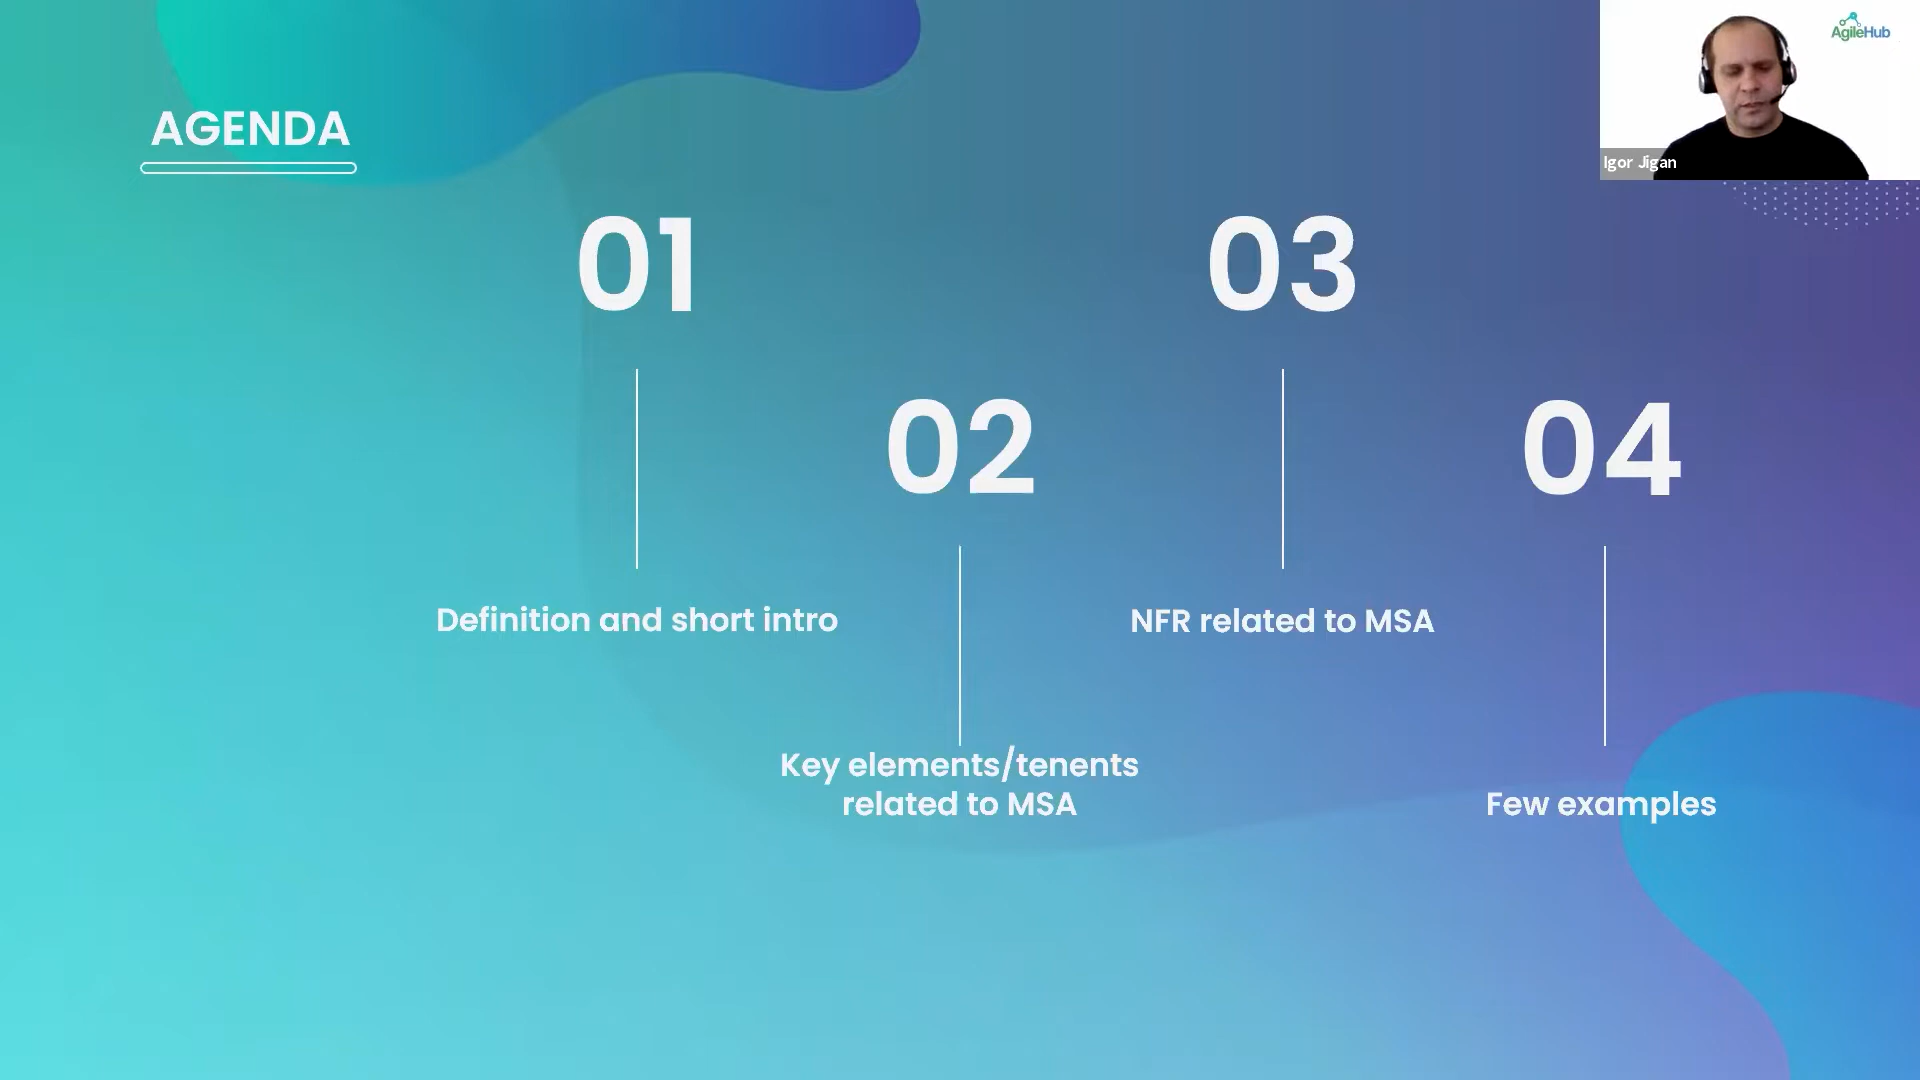 AgileHub
Igor Jigan
AGENDA
01
Definition and short intro
02
Key elements/tenents
related to MSA
03
NFR related to MSA
04
Few examples